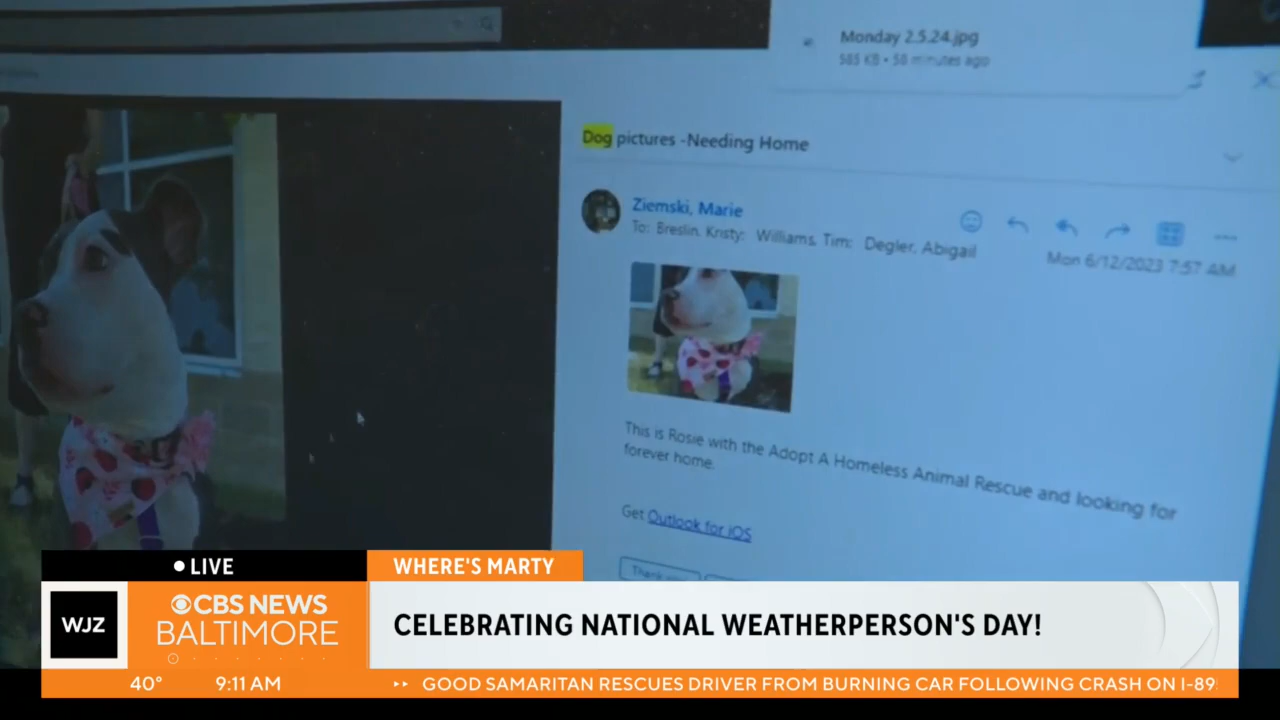 Monday 2.5.24.jpg
585 KB • 58 minutes ago
Dog pictures -Needing Home
Ziemski, Marie
To: Breslin, Kristy; Williams, Tim; Degler, Abigail
Mon 6/12/2023 7:57 AM
This is Rosie with the Adopt A Homeless Animal Rescue and looking for
forever home.
Get Outlook for iOS
LIVE
WHERE'S MARTY
WJZ
CBS NEWS
BALTIMORE
CELEBRATING NATIONAL WEATHERPERSON'S DAY!
40°
9:11 AM
GOOD SAMARITAN RESCUES DRIVER FROM BURNING CAR FOLLOWING CRASH ON I-89